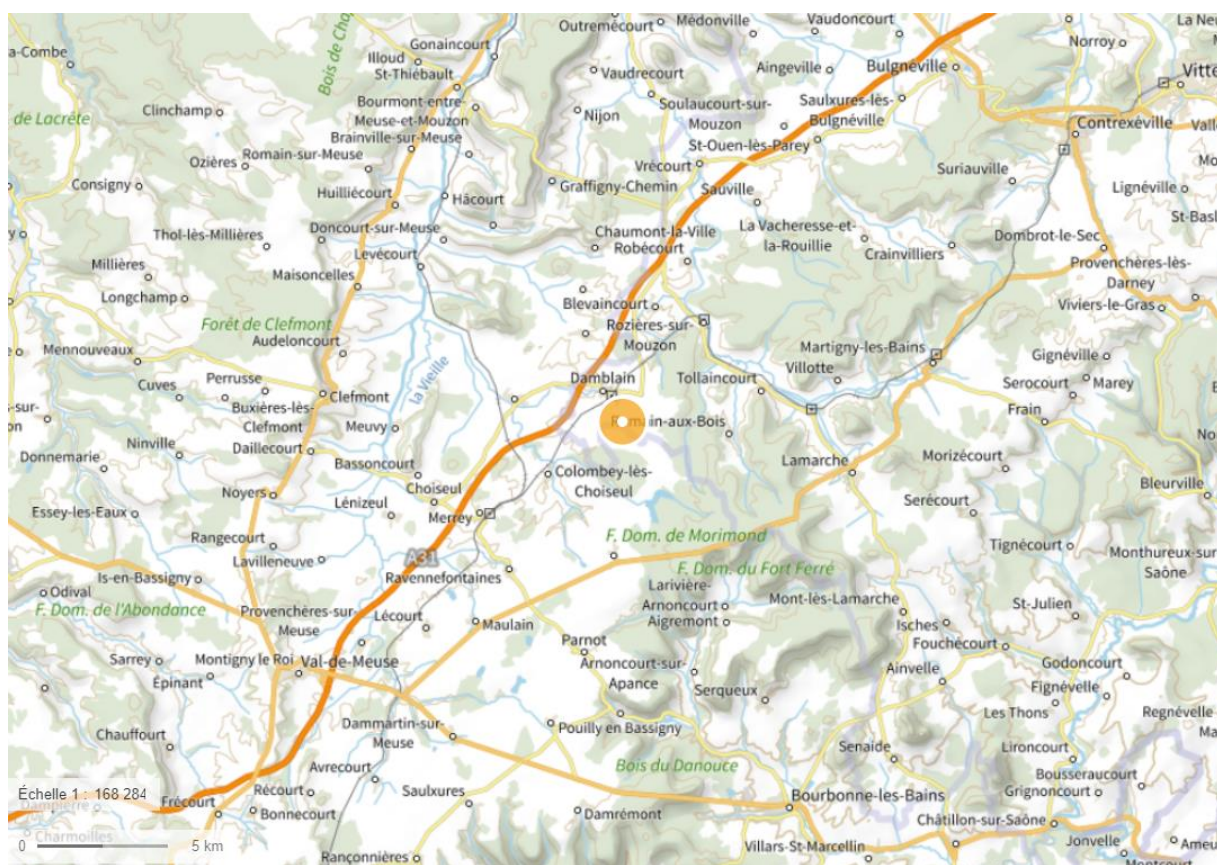 Outremécourt
Médonville
Vaudoncourt
Gonaincourt
Norroy
a-Combe
Illoud
St-Thiébault
Vaudrecourt
Aingeville
Bulgnéville
Clinchamp
Bourmont-entre-
Meuse-et-Mouzon
Nijon
Soulaucourt-sur-
Mouzon
Saulxures-lès-
Bulgnéville
Contrexéville
de Lacrête
Brainville-sur-Meuse
St-Ouen-lès-Parey
Ozières
Romain-sur-Meuse
Vrécourt
Suriauville
Consigny
Huilliécourt
Graffigny-Chemin
Sauville
Lignéville
Hâcourt
Thol-lès-Millières
Doncourt-sur-Meuse
Chaumont-la-Ville
Robécourt
La Vacheresse-et-
la-Rouillie
Dombrot-le-Sec
Levécourt
Crainvilliers
Millières
Maisoncelles
Provenchères-lès-
Darney
Longchamp
Blevaincourt
Viviers-le-Gras
Forêt de Clefmont
Rozières-sur-
Mouzon
Audeloncourt
Martigny-les-Bains
Gignéville
Mennouveaux
la Vieille
Villotte
Cuves
Perrusse
Damblain
Tollaincourt
Serocourt
Marey
Clefmont
Buxières-lès-
Clefmont
Meuvy
Frain
Ninville
Daillecourt
Lamarche
Morizécourt
Donnemarie
Bassoncourt
Colombey-lès-
Choiseul
Bleurville
Noyers
Choiseul
Lénizeul
Serécourt
Essey-les-Eaux
Merrey
Rangecourt
F. Dom. de Morimond
Tignécourt
Lavilleneuve
A31
Monthureux-sur-
Saône
Is-en-Bassigny
Ravennefontaines
F. Dom. du Fort Ferré
Odival
Larivière-
Arnoncourt
F. Dom. de l'Abondance
Provenchères-sur-
Meuse
Lécourt
Aigremont
Mont-lès-Lamarche
St-Julien
Maulain
Isches
Parnot
Fouchécourt
Sarrey
Montigny le Roi
Val-de-Meuse
Arnoncourt-sur-
Apance
Ainvelle
Godoncourt
Épinant
Serqueux
Fignévelle
Les Thons
Regnévelle
Chauffourt
Dammartin-sur-
Meuse
Pouilly en Bassigny
Senaide
Lironcourt
Bois du Danouce
Avrecourt
Bousseraucourt
Échelle 1 : 168 284
Frécourt
Récourt
Saulxures
Bourbonne-les-Bains
Grignoncourt
Dampierre
Bonnecourt
Damrémont
Châtillon-sur-Saône
Charmoilles
Jonvelle
0 5 km
Rançonnières
Villars-St-Marcellin